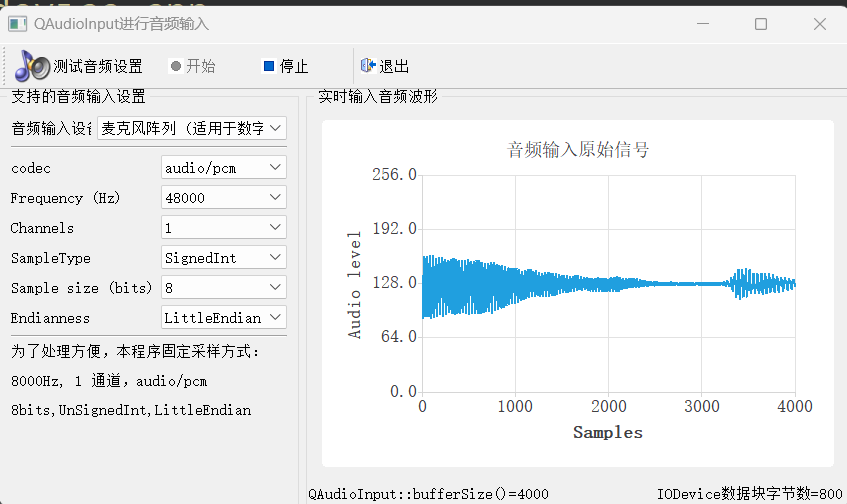 QAudioInput进行音频输入
测试音频设置 开始 停止 退出
支持的音频输入设置
音频输入设备 麦克风阵列 (适用于数字
codec audio/pcm
Frequency (Hz) 48000
Channels 1
SampleType SignedInt
Sample size (bits) 8
Endianness LittleEndian
为了处理方便,本程序固定采样方式:
8000Hz, 1 通道,audio/pcm
8bits,UnSignedInt,LittleEndian
实时输入音频波形
音频输入原始信号
Audio level
256.0
192.0
128.0
64.0
0.0
0 1000 2000 3000 4000
Samples
QAudioInput::bufferSize()=4000 IODevice数据块字节数=800